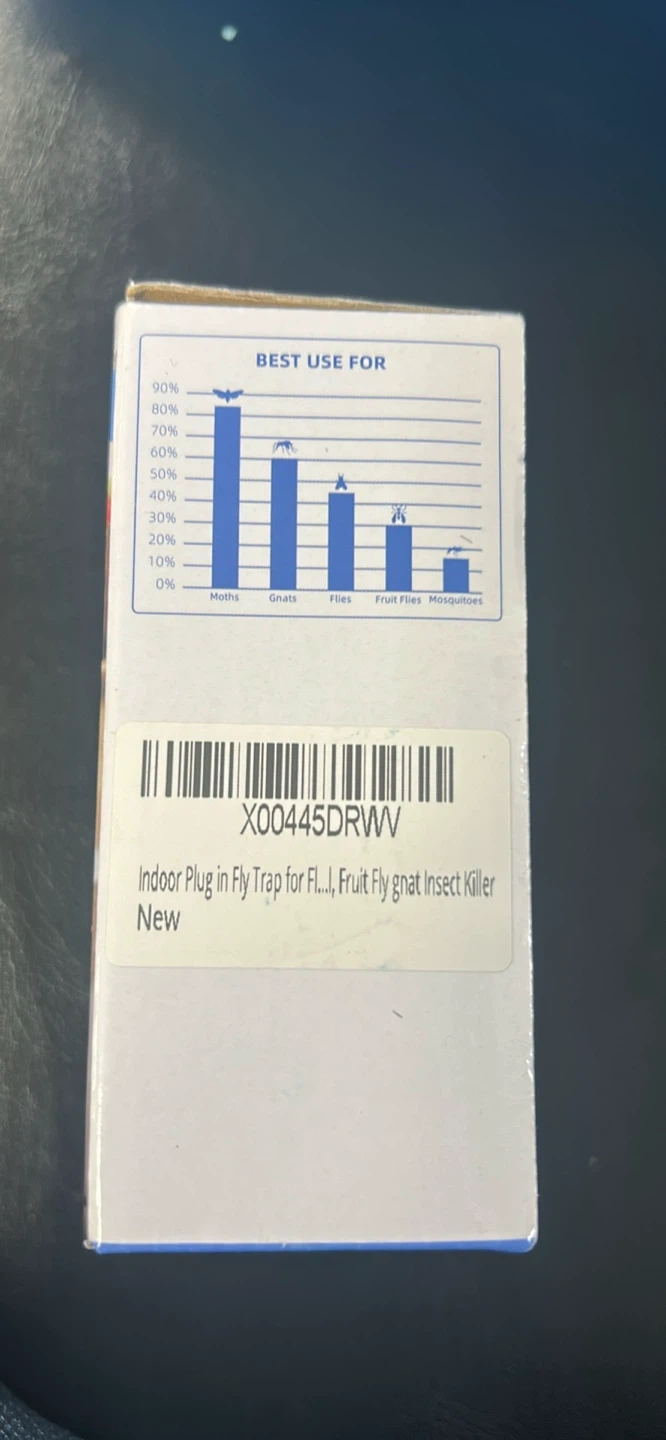 BEST USE FOR
90%
80%
70%
60%
50%
40%
30%
20%
10%
0%
Moths Gnats Flies Fruit Flies Mosquitoes
X00445DRWV
Indoor Plug in Fly Trap for Fl...l, Fruit Fly gnat Insect Killer
New